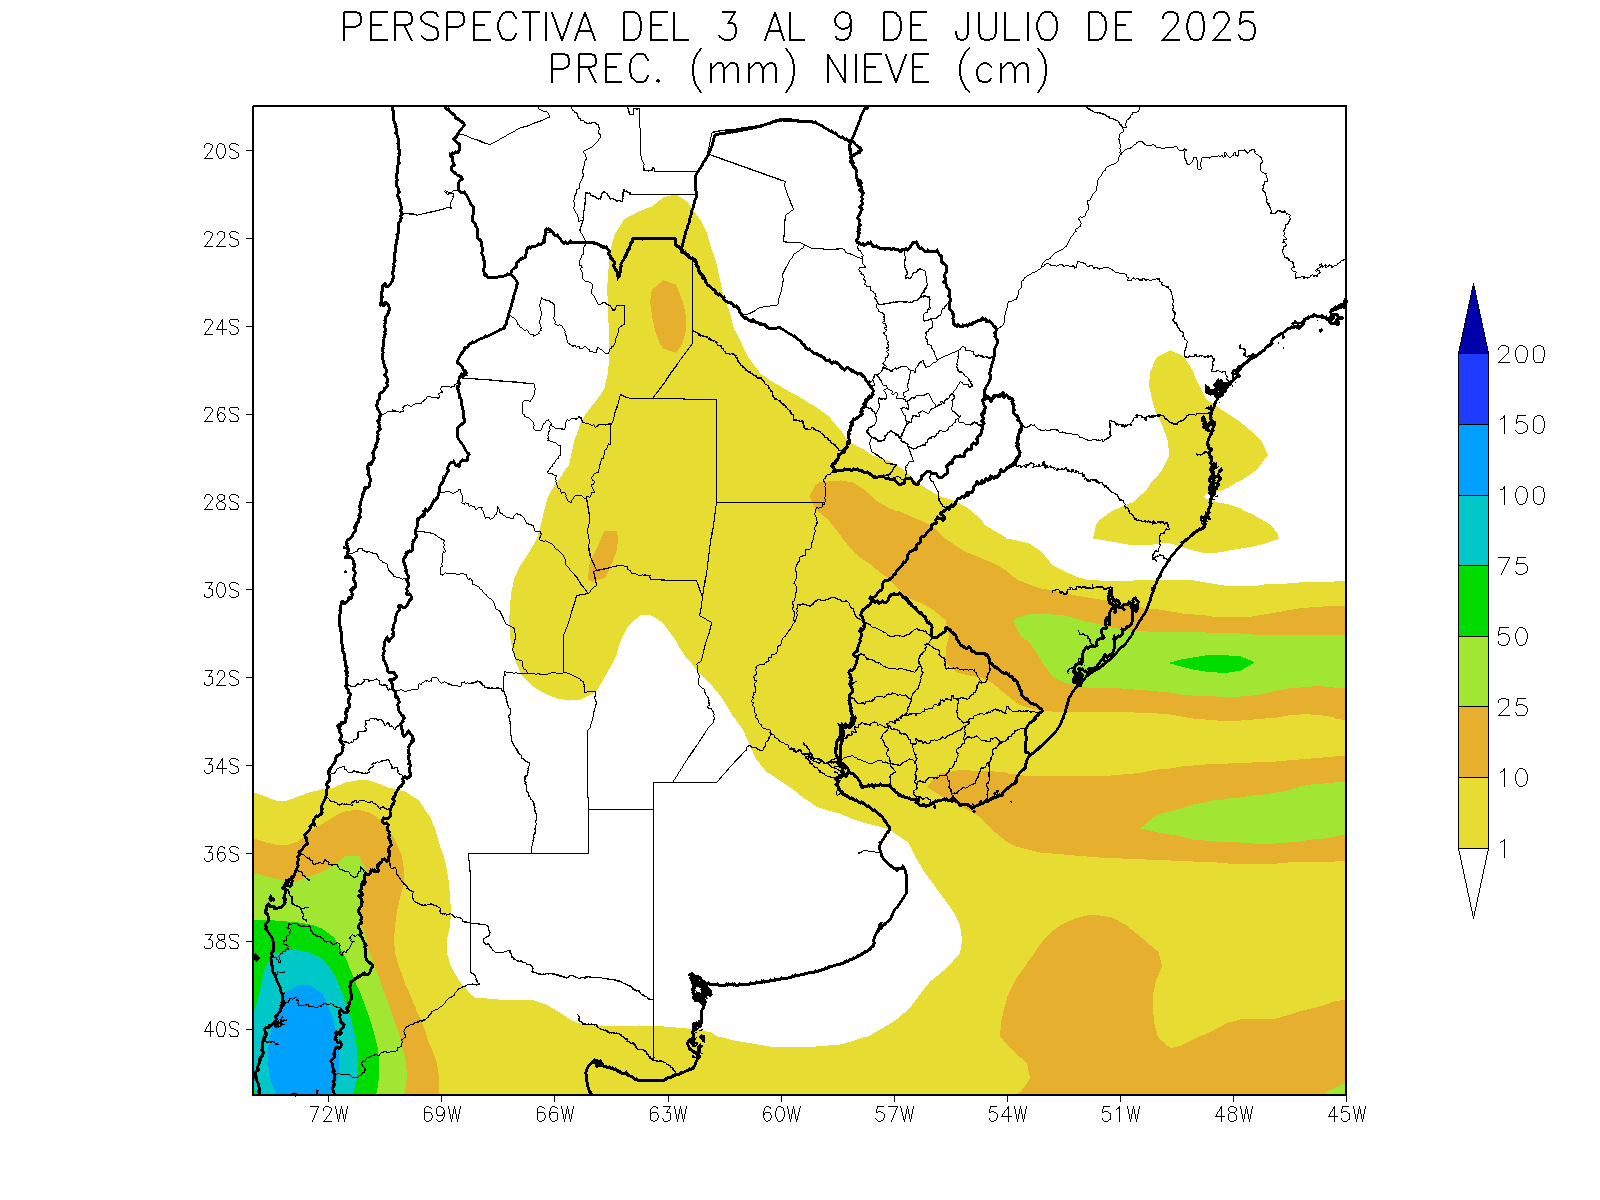 PERSPECTIVA DEL 3 AL 9 DE JULIO DE 2025
PREC. (mm) NIEVE (cm)
20S
22S
24S
26S
28S
30S
32S
34S
36S
38S
40S
72W 69W 66W 63W 60W 57W 54W 51W 48W 45W
200
150
100
75
50
25
10
1